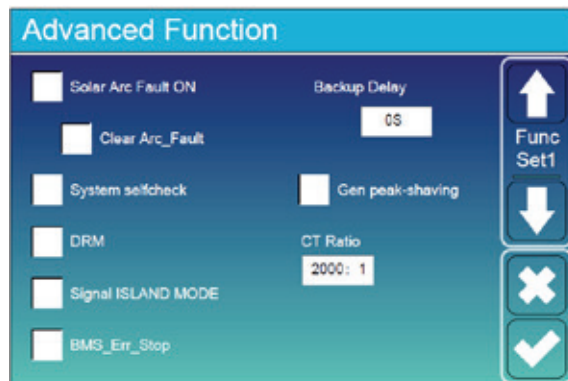 Advanced Function
Solar Arc Fault ON
Backup Delay
0S
Clear Arc_Fault
Func
Set1
System selfcheck
Gen peak-shaving
DRM
CT Ratio
2000: 1
Signal ISLAND MODE
BMS_Err_Stop